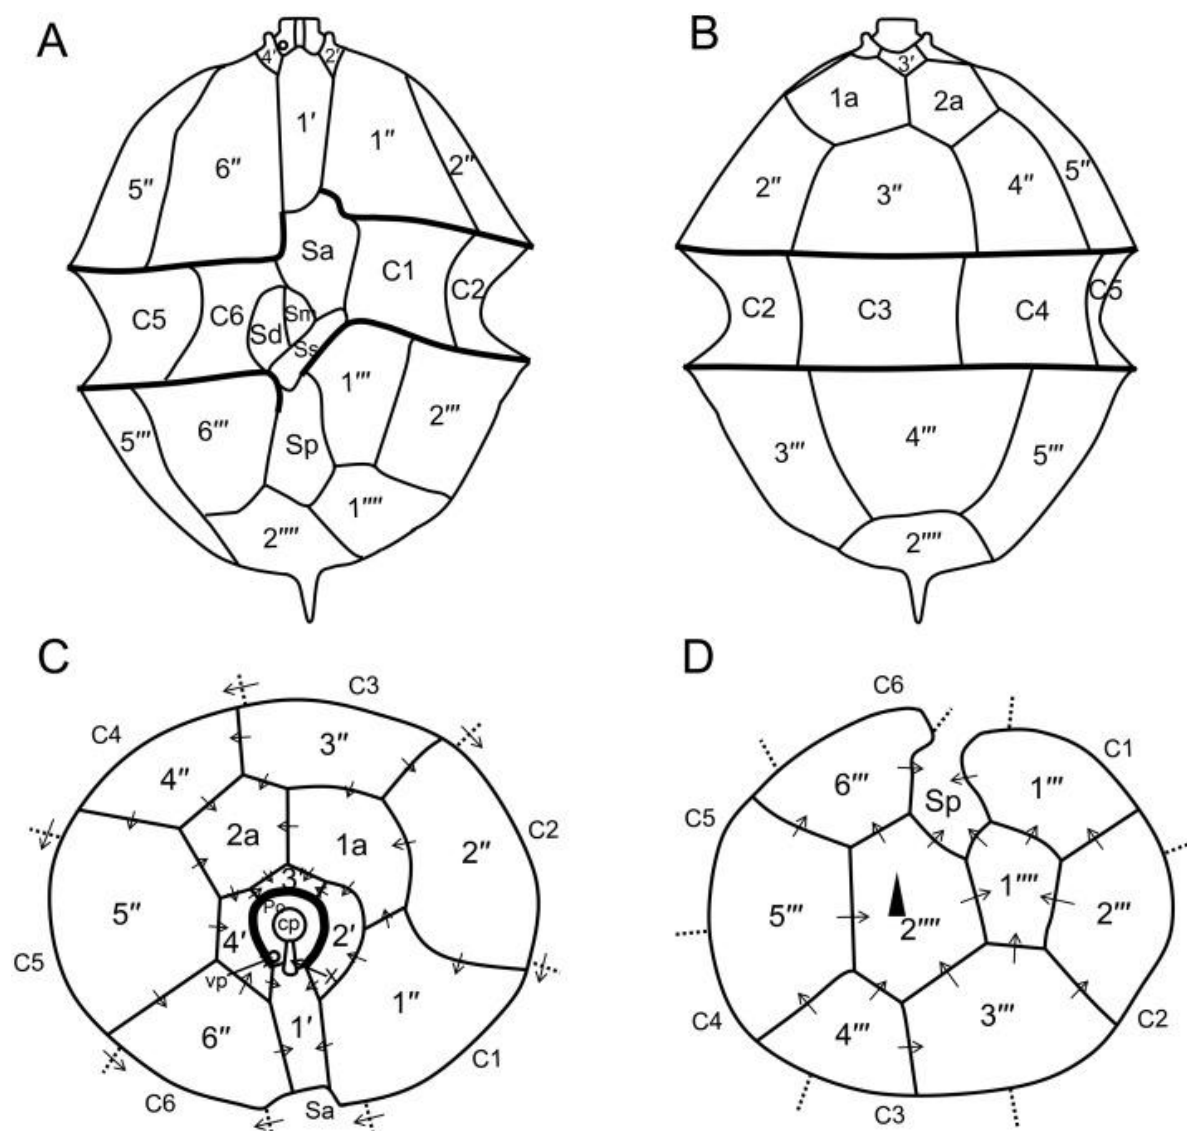 A
4′ 2′
1′ 1″
2″
5″ 6″
Sa
C1
C2
C5 C6 Sm
Sd
Ss
1‴
2‴
5‴ 6‴
Sp
1⁗
2⁗
B
3′
1a 2a
2″ 3″ 4″ 5″
C2 C3 C4 C5
3‴ 4‴ 5‴
2⁗
C
C3
C4
3″
4″
C2
2a 1a 2″
3′
Po
cp
5″
4′ 2′
C5
vp x
1″
6″ 1′
C1
C6 Sa
D
C6
C1
6‴ 1‴
Sp
C5
1⁗
5‴ 2⁗ 2‴
3‴
C4 C2
4‴
C3